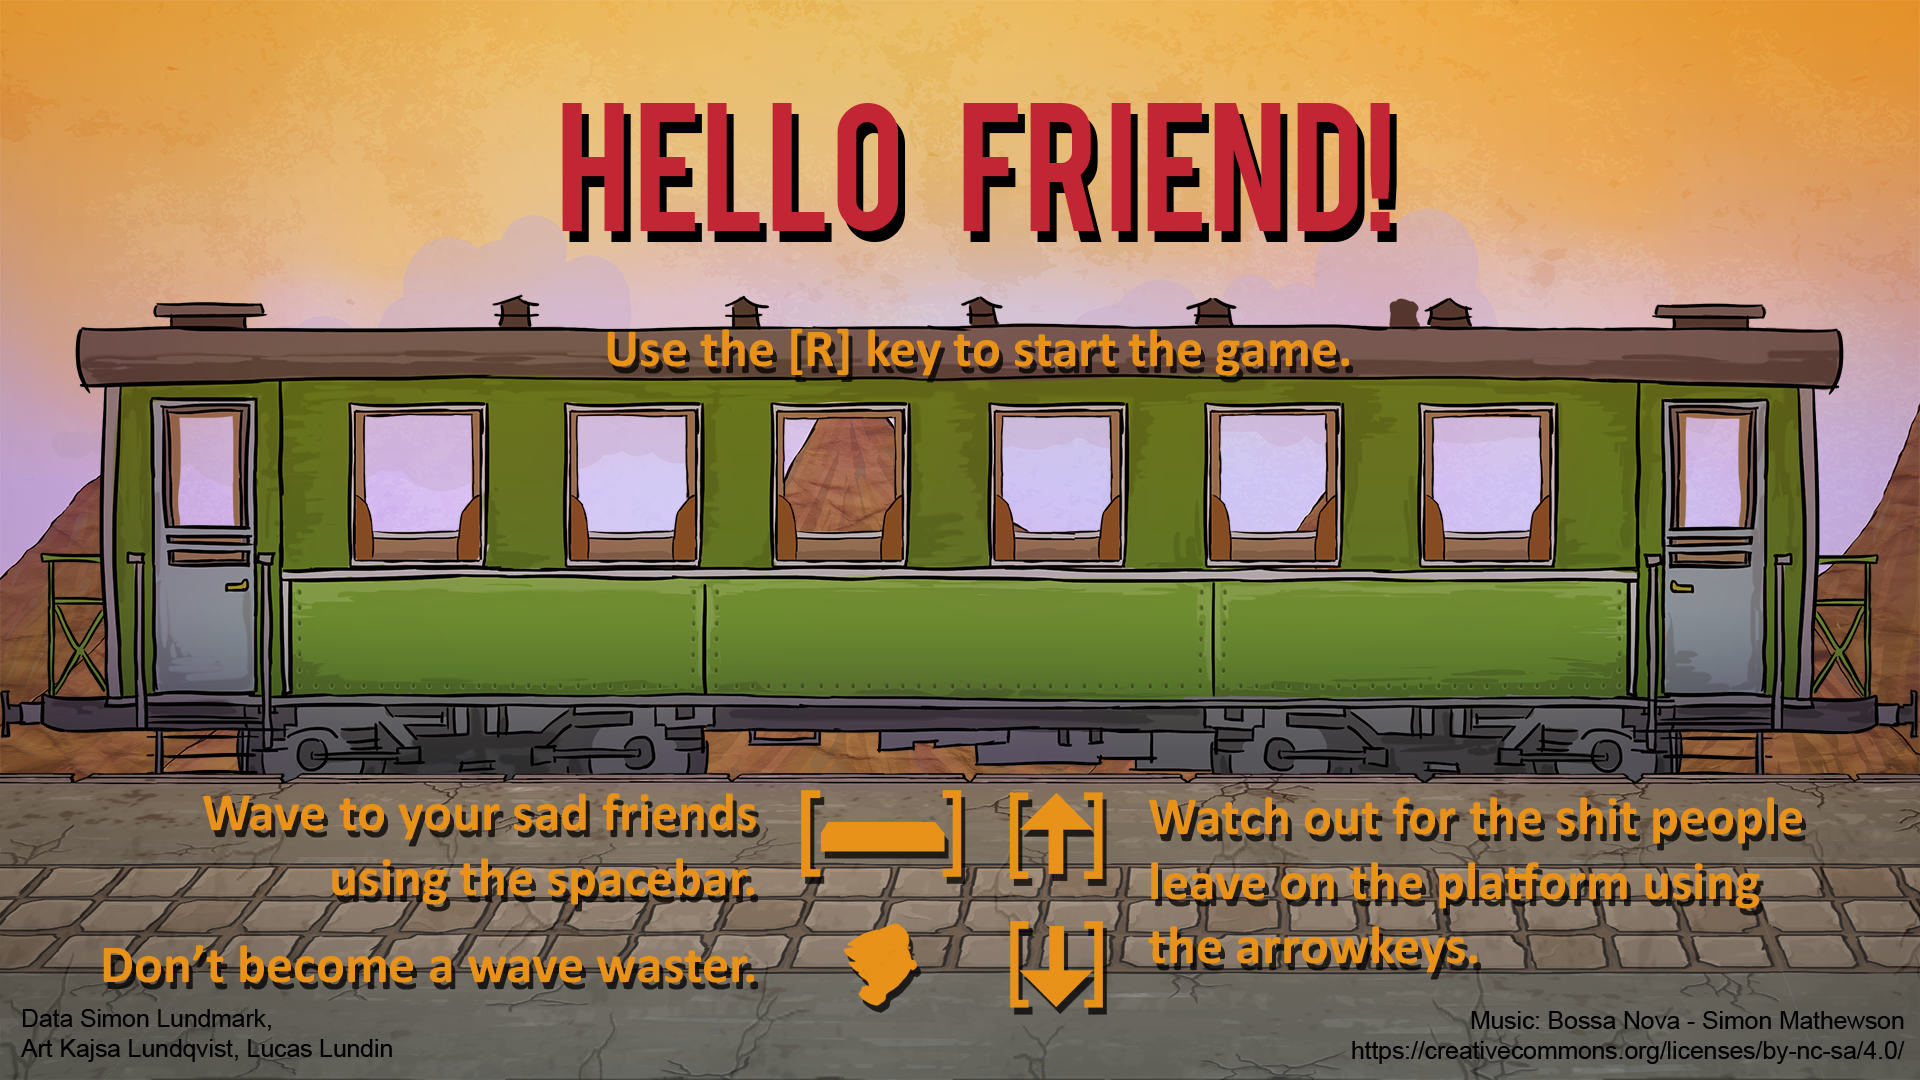 HELLO FRIEND!
Use the [R] key to start the game.
Wave to your sad friends
using the spacebar.
Don't become a wave waster.
Watch out for the shit people
leave on the platform using
the arrowkeys.
Data Simon Lundmark,
Art Kajsa Lundqvist, Lucas Lundin
Music: Bossa Nova - Simon Mathewson
https://creativecommons.org/licenses/by-nc-sa/4.0/